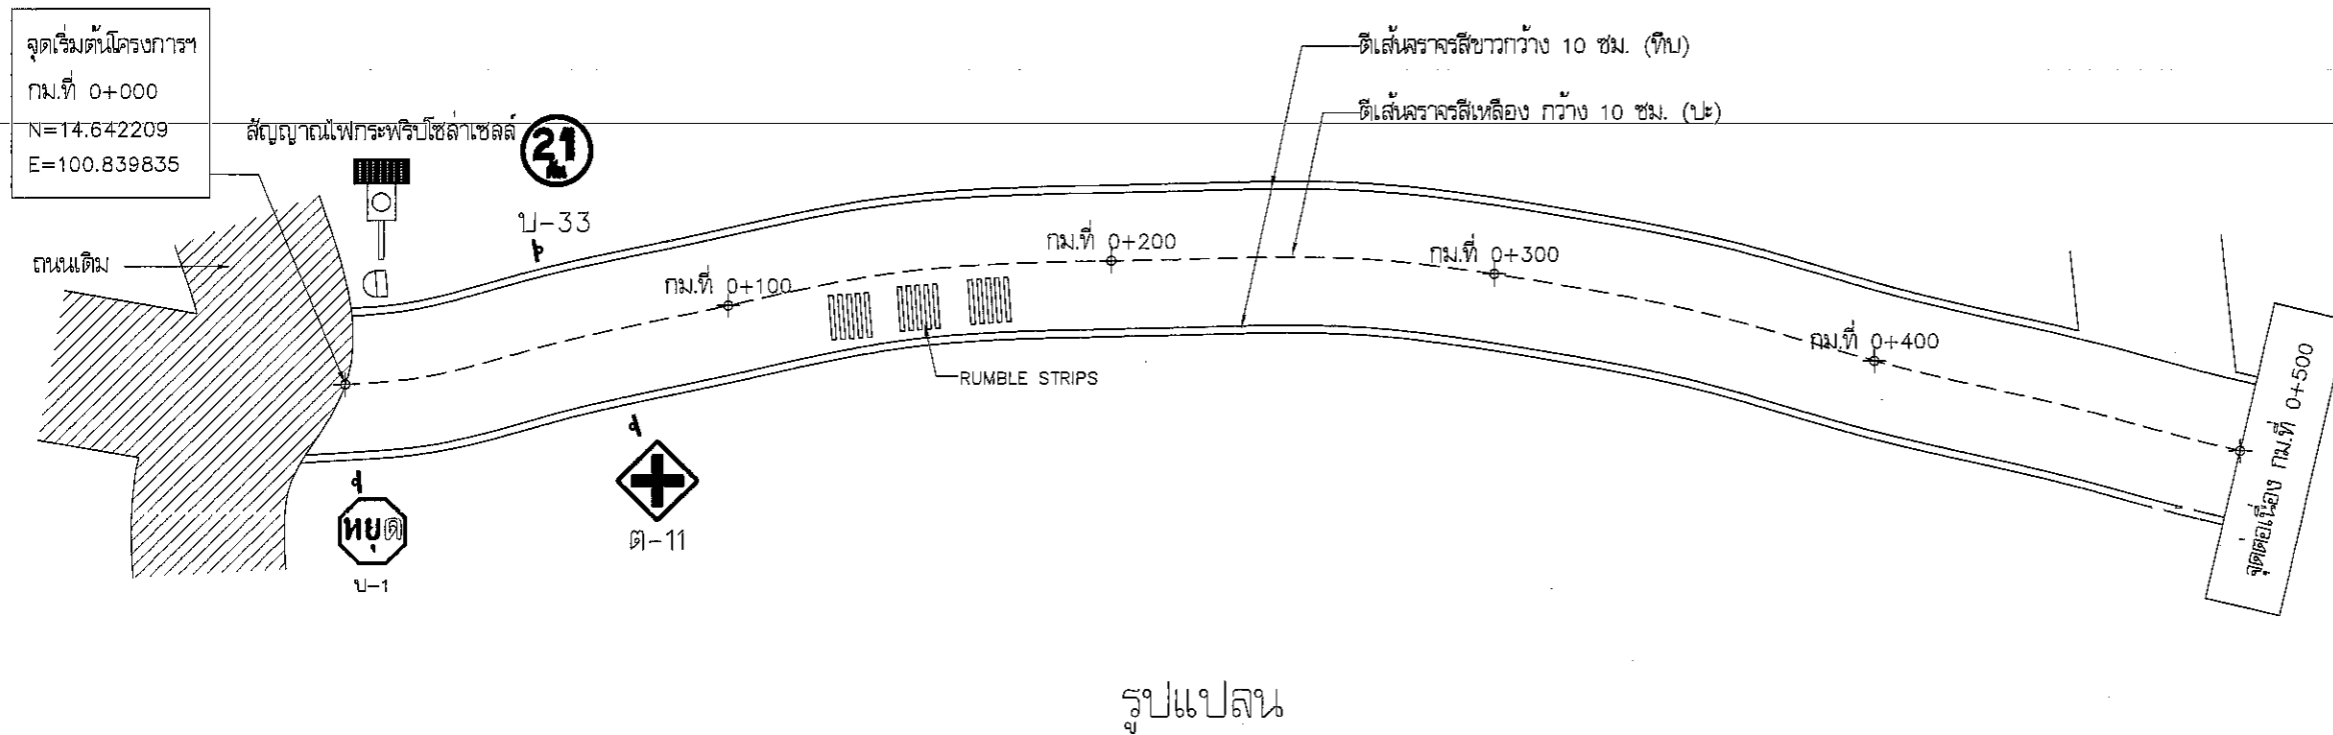 จุดเริ่มต้นโครงการฯ
กม.ที่ 0+000
N=14.642209
E=100.839835
สัญญาณไฟกระพริบโซล่าเซลล์
21
ตัน
บ-33
ตีเส้นจราจรสีขาวกว้าง 10 ซม. (ทึบ)
ตีเส้นจราจรสีเหลือง กว้าง 10 ซม. (ปะ)
ถนนเดิม
กม.ที่ 0+100
กม.ที่ 0+200
กม.ที่ 0+300
กม.ที่ 0+400
RUMBLE STRIPS
จุดต่อเนื่อง กม.ที่ 0+500
หยุด
บ-1
ต-11
รูปแปลน